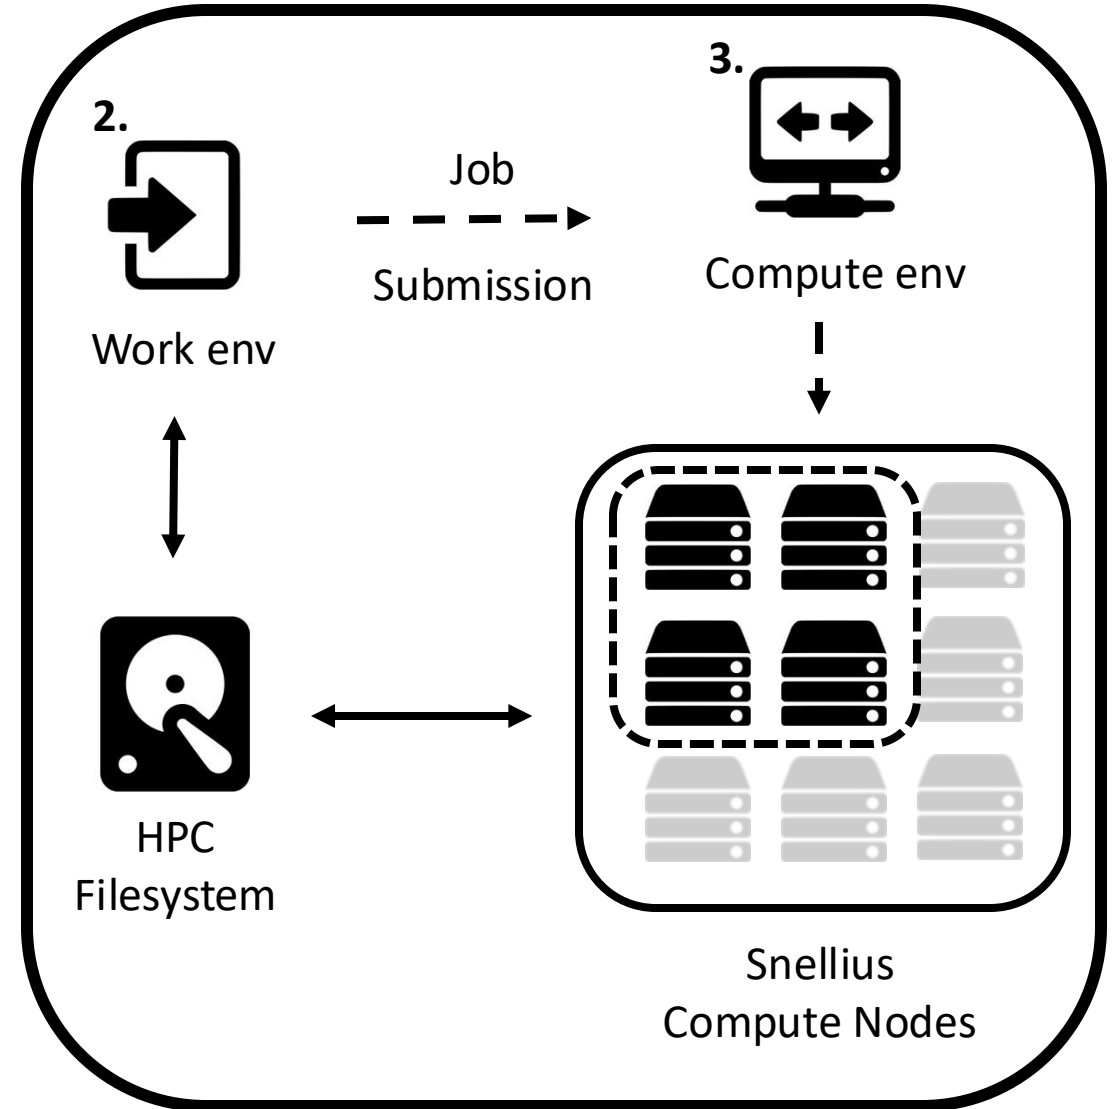 2.
Work env
Job
Submission
3.
Compute env
HPC
Filesystem
Snellius
Compute Nodes